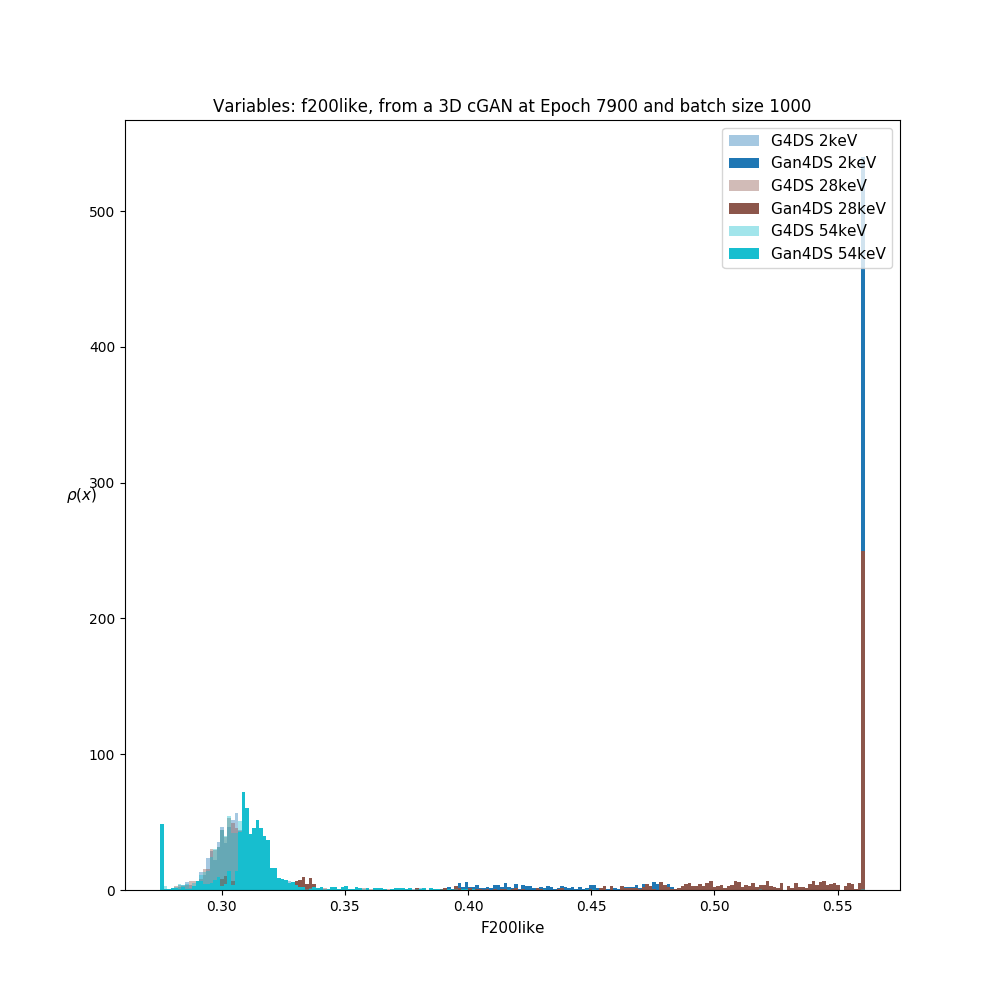 Variables: f200like, from a 3D cGAN at Epoch 7900 and batch size 1000
G4DS 2keV
Gan4DS 2keV
G4DS 28keV
Gan4DS 28keV
G4DS 54keV
Gan4DS 54keV
500
400
300
ρ(x)
200
100
0
0.30 0.35 0.40 0.45 0.50 0.55
F200like